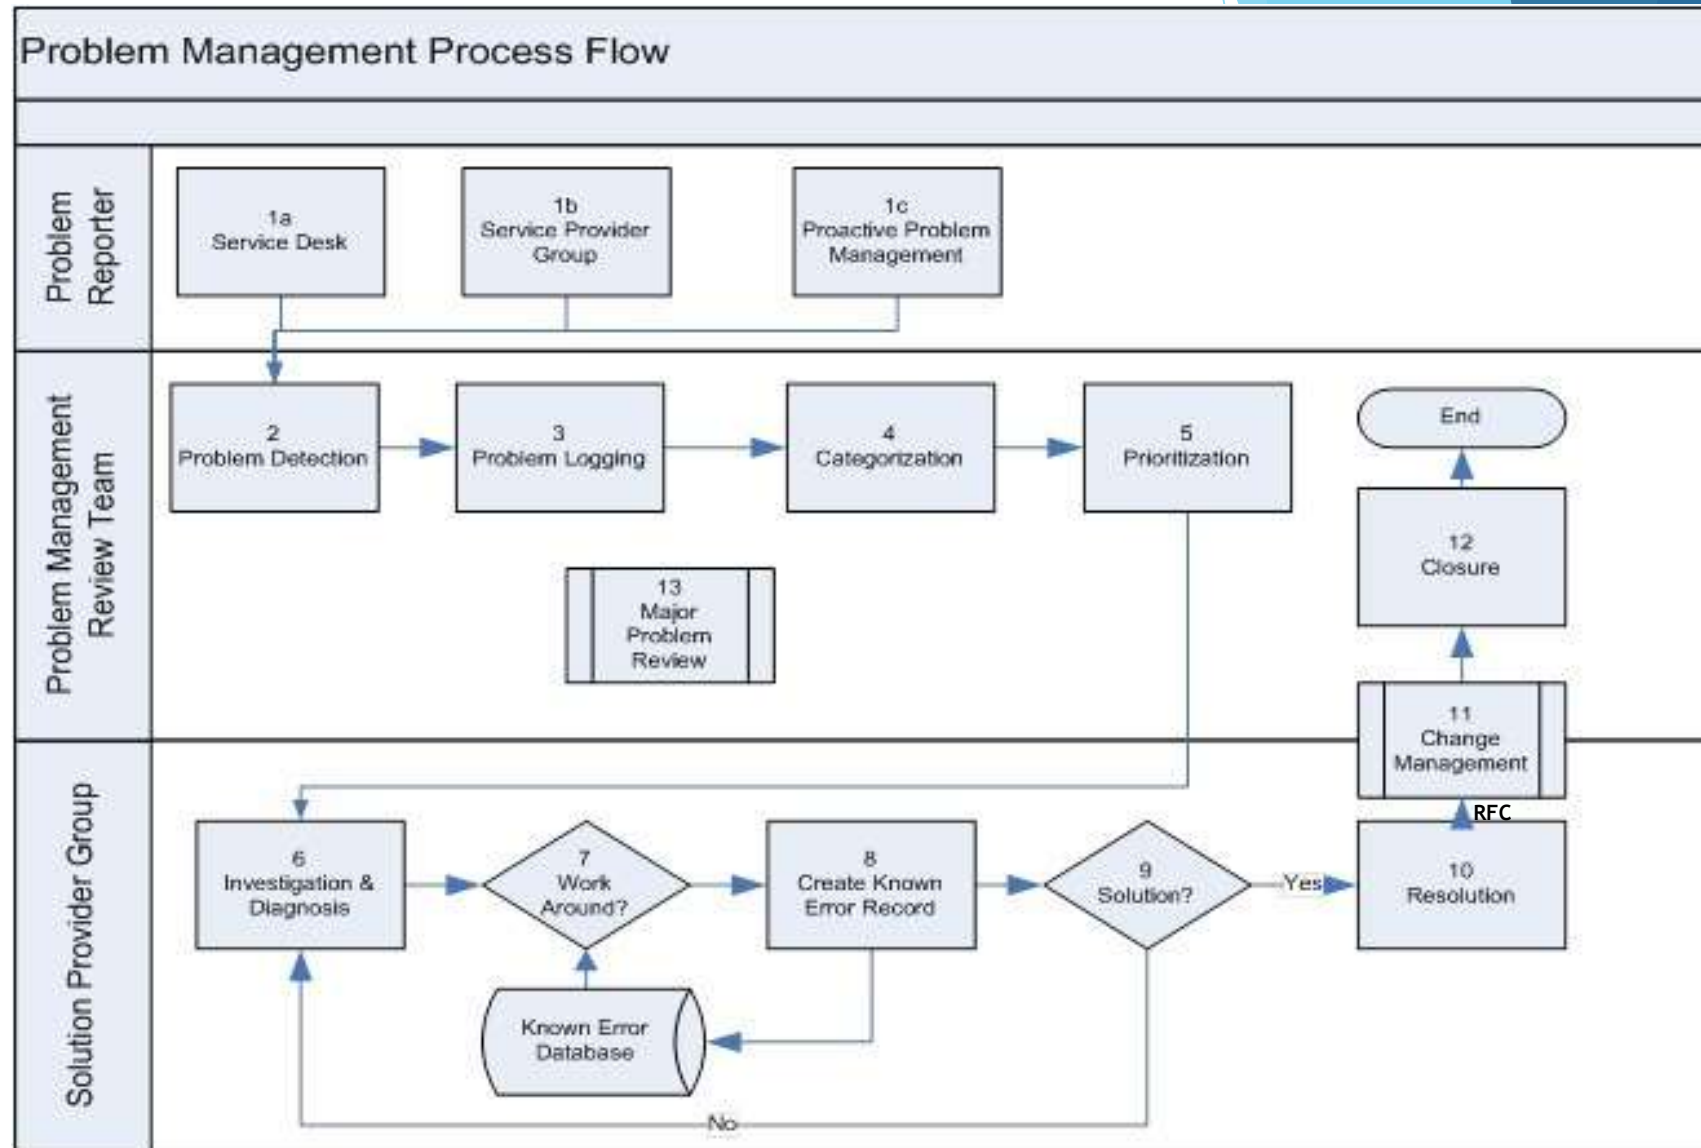 Problem Management Process Flow
Problem
Reporter
1a
Service Desk
1b
Service Provider
Group
1c
Proactive Problem
Management
Problem Management
Review Team
2
Problem Detection
3
Problem Logging
4
Categorization
5
Prioritization
End
12
Closure
13
Major
Problem
Review
11
Change
Management
RFC
Solution Provider Group
6
Investigation &
Diagnosis
7
Work
Around?
8
Create Known
Error Record
9
Solution?
Yes
10
Resolution
Known Error
Database
No